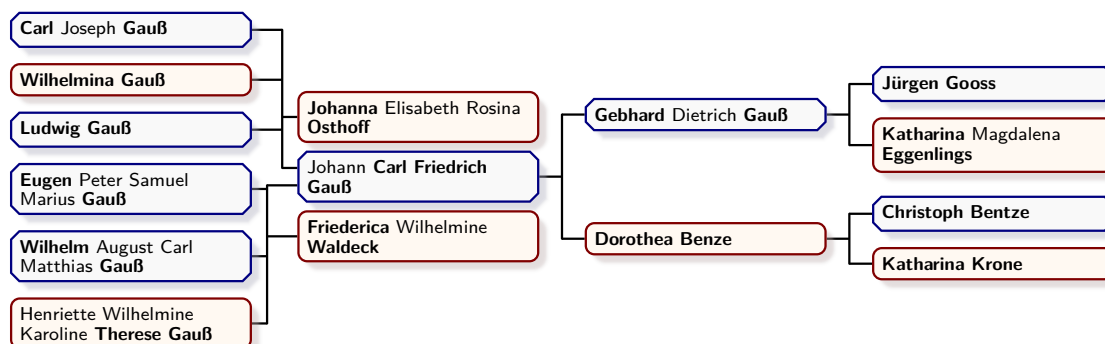 Carl Joseph Gauß
Wilhelmina Gauß
Ludwig Gauß
Eugen Peter Samuel
Marius Gauß
Wilhelm August Carl
Matthias Gauß
Henriette Wilhelmine
Karoline Therese Gauß
Johanna Elisabeth Rosina
Osthoff
Johann Carl Friedrich
Gauß
Friederica Wilhelmine
Waldeck
Gebhard Dietrich Gauß
Dorothea Benze
Jürgen Gooss
Katharina Magdalena
Eggenlings
Christoph Bentze
Katharina Krone